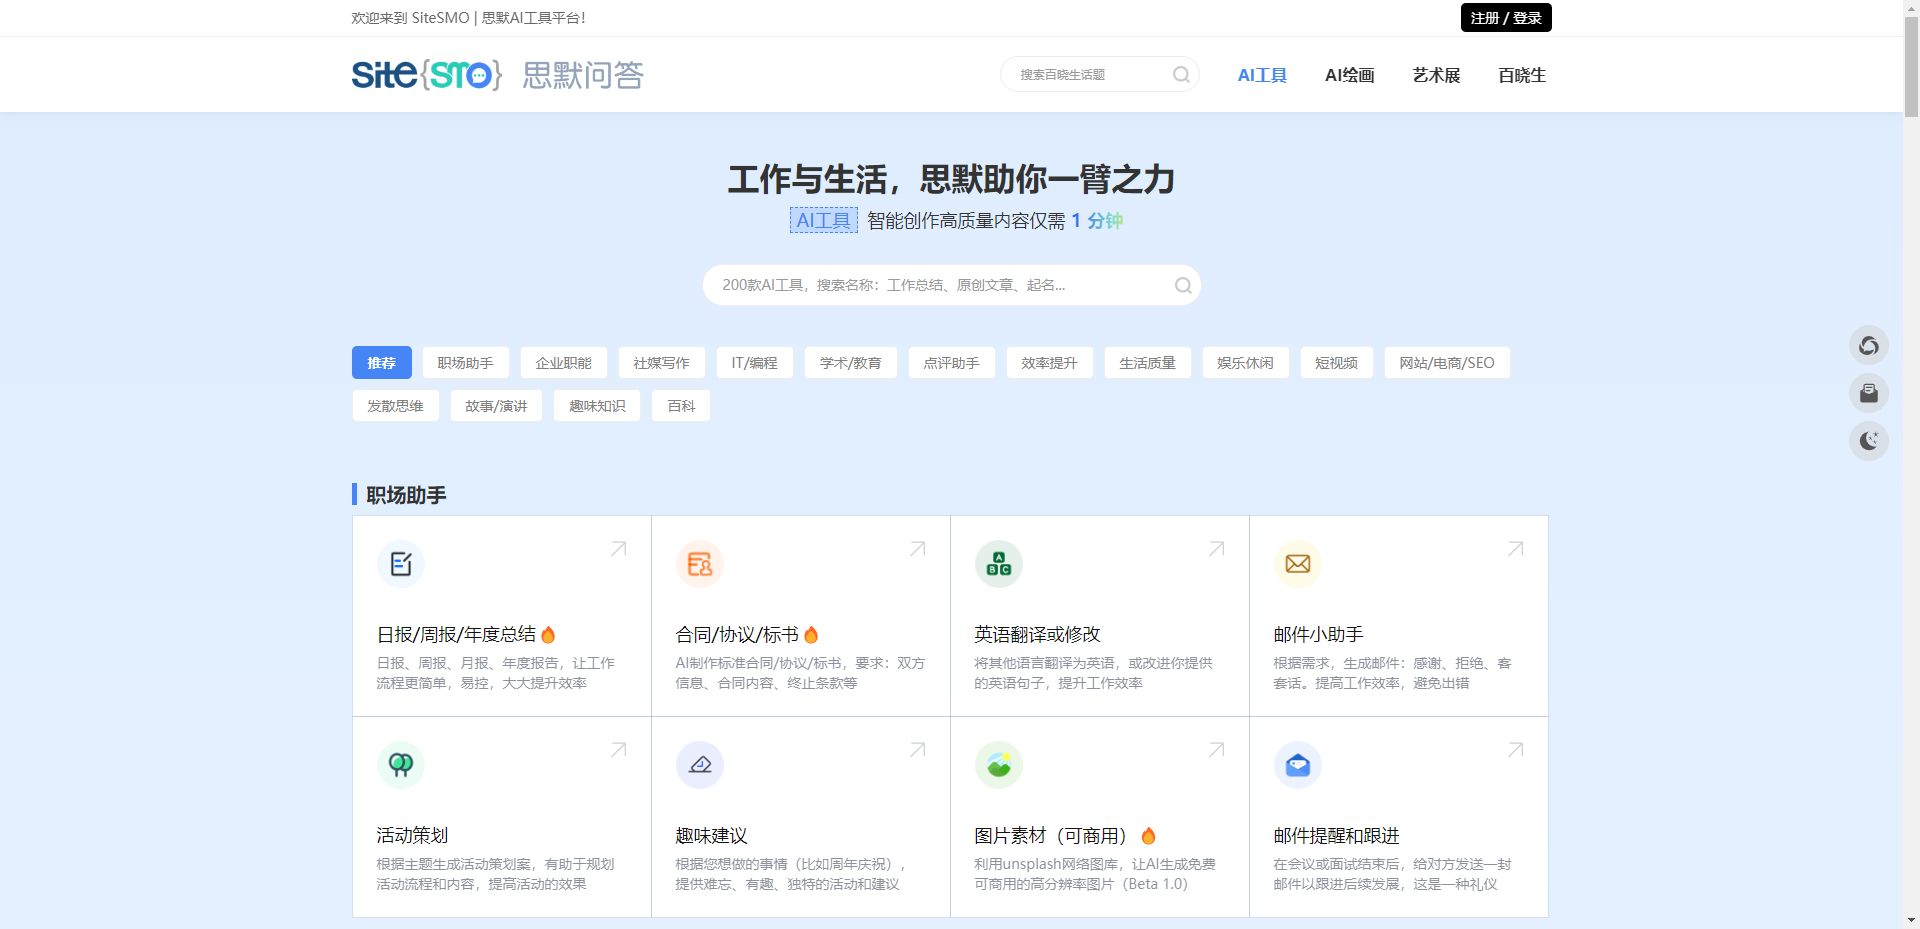 欢迎来到 SiteSMO | 思默AI工具平台!
注册 / 登录
Site{SMO} 思默问答
搜索百晓生话题
AI工具 AI绘画 艺术展 百晓生
工作与生活，思默助你一臂之力
AI工具 智能创作高质量内容仅需 1 分钟
200款AI工具，搜索名称：工作总结、原创文章、起名...
推荐 职场助手 企业职能 社媒写作 IT/编程 学术/教育 点评助手 效率提升 生活质量 娱乐休闲 短视频 网站/电商/SEO
发散思维 故事/演讲 趣味知识 百科
职场助手
日报/周报/年度总结
日报、周报、月报、年度报告，让工作
流程更简单，易控，大大提升效率
合同/协议/标书
AI制作标准合同/协议/标书，要求：双方
信息、合同内容、终止条款等
A
B C
英语翻译或修改
将其他语言翻译为英语，或改进你提供
的英语句子，提升工作效率
邮件小助手
根据需求，生成邮件：感谢、拒绝、客
套话。提高工作效率，避免出错
活动策划
根据主题生成活动策划案，有助于规划
活动流程和内容，提高活动的效果
趣味建议
根据您想做的事情（比如周年庆祝），
提供难忘、有趣、独特的活动和建议
图片素材（可商用）
利用unsplash网络图库，让AI生成免费
可商用的高分辨率图片（Beta 1.0）
邮件提醒和跟进
在会议或面试结束后，给对方发送一封
邮件以跟进后续发展，这是一种礼仪